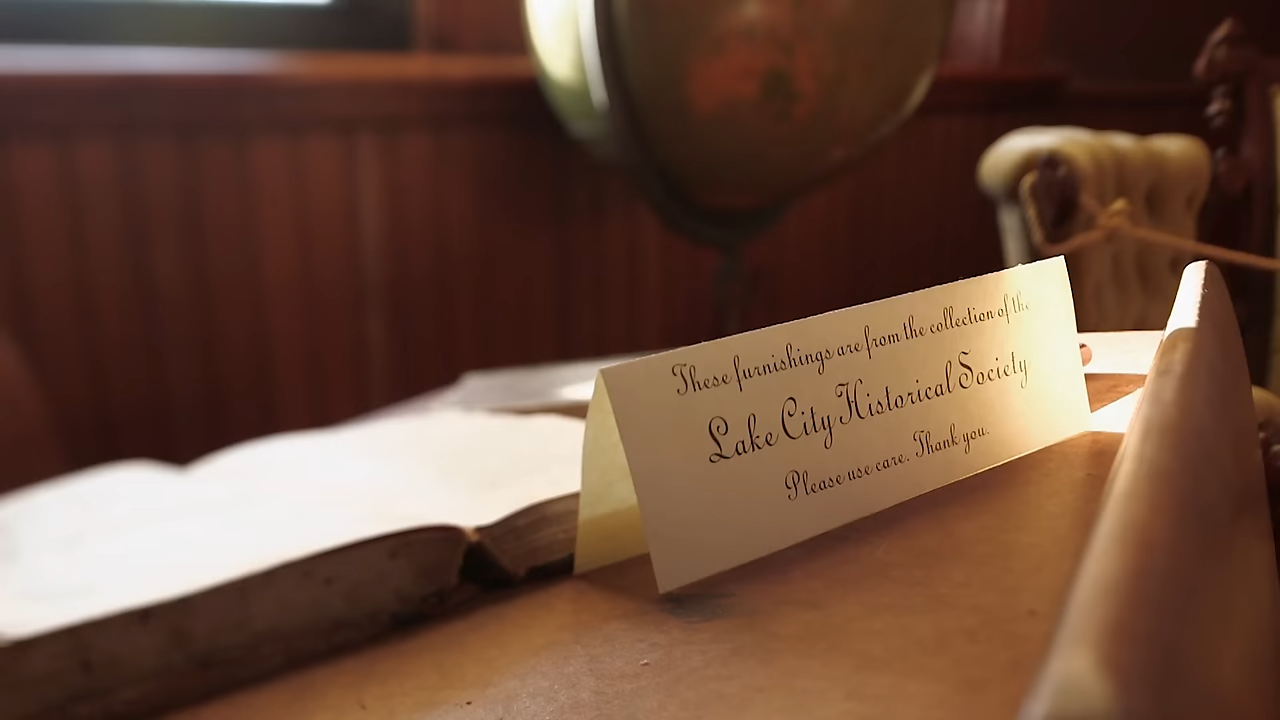 These furnishings are from the collection of the
Lake City Historical Society
Please use care. Thank you.